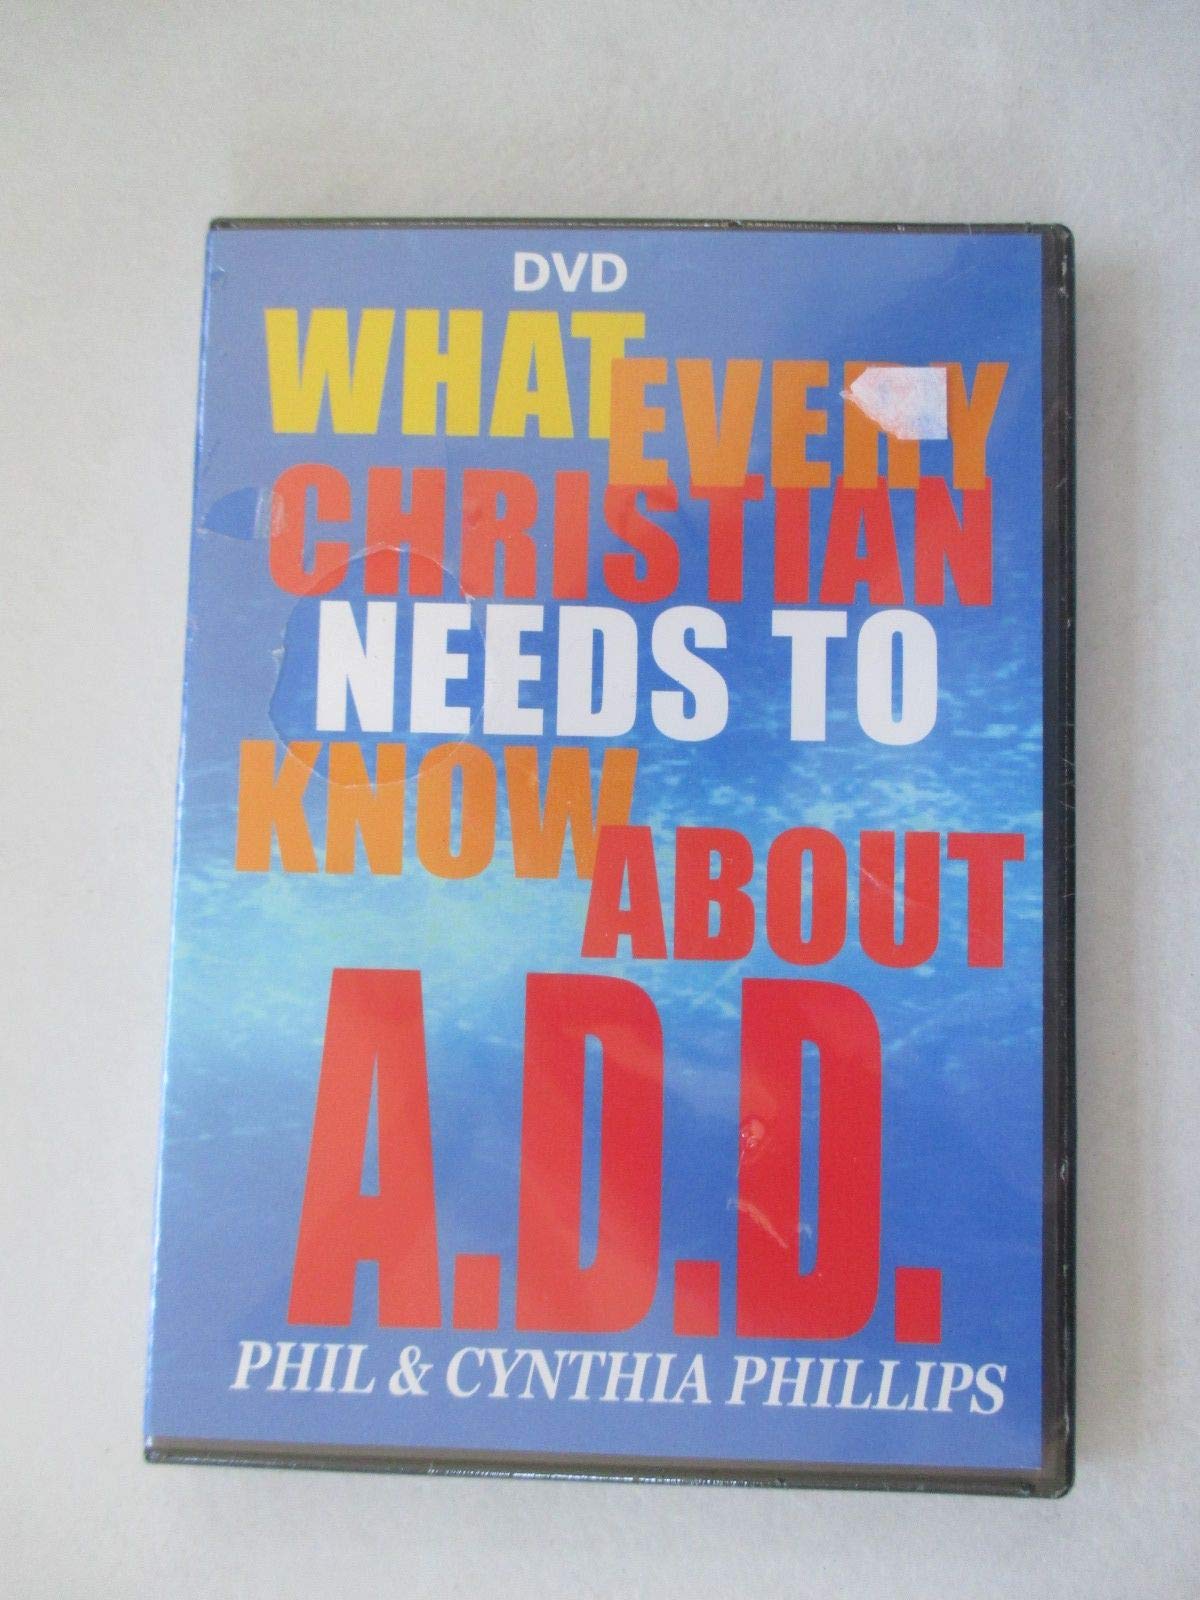 DVD
WHAT
EVERY
CHRISTIAN
NEEDS TO
KNOW
ABOUT
A.D.D.
PHIL & CYNTHIA PHILLIPS